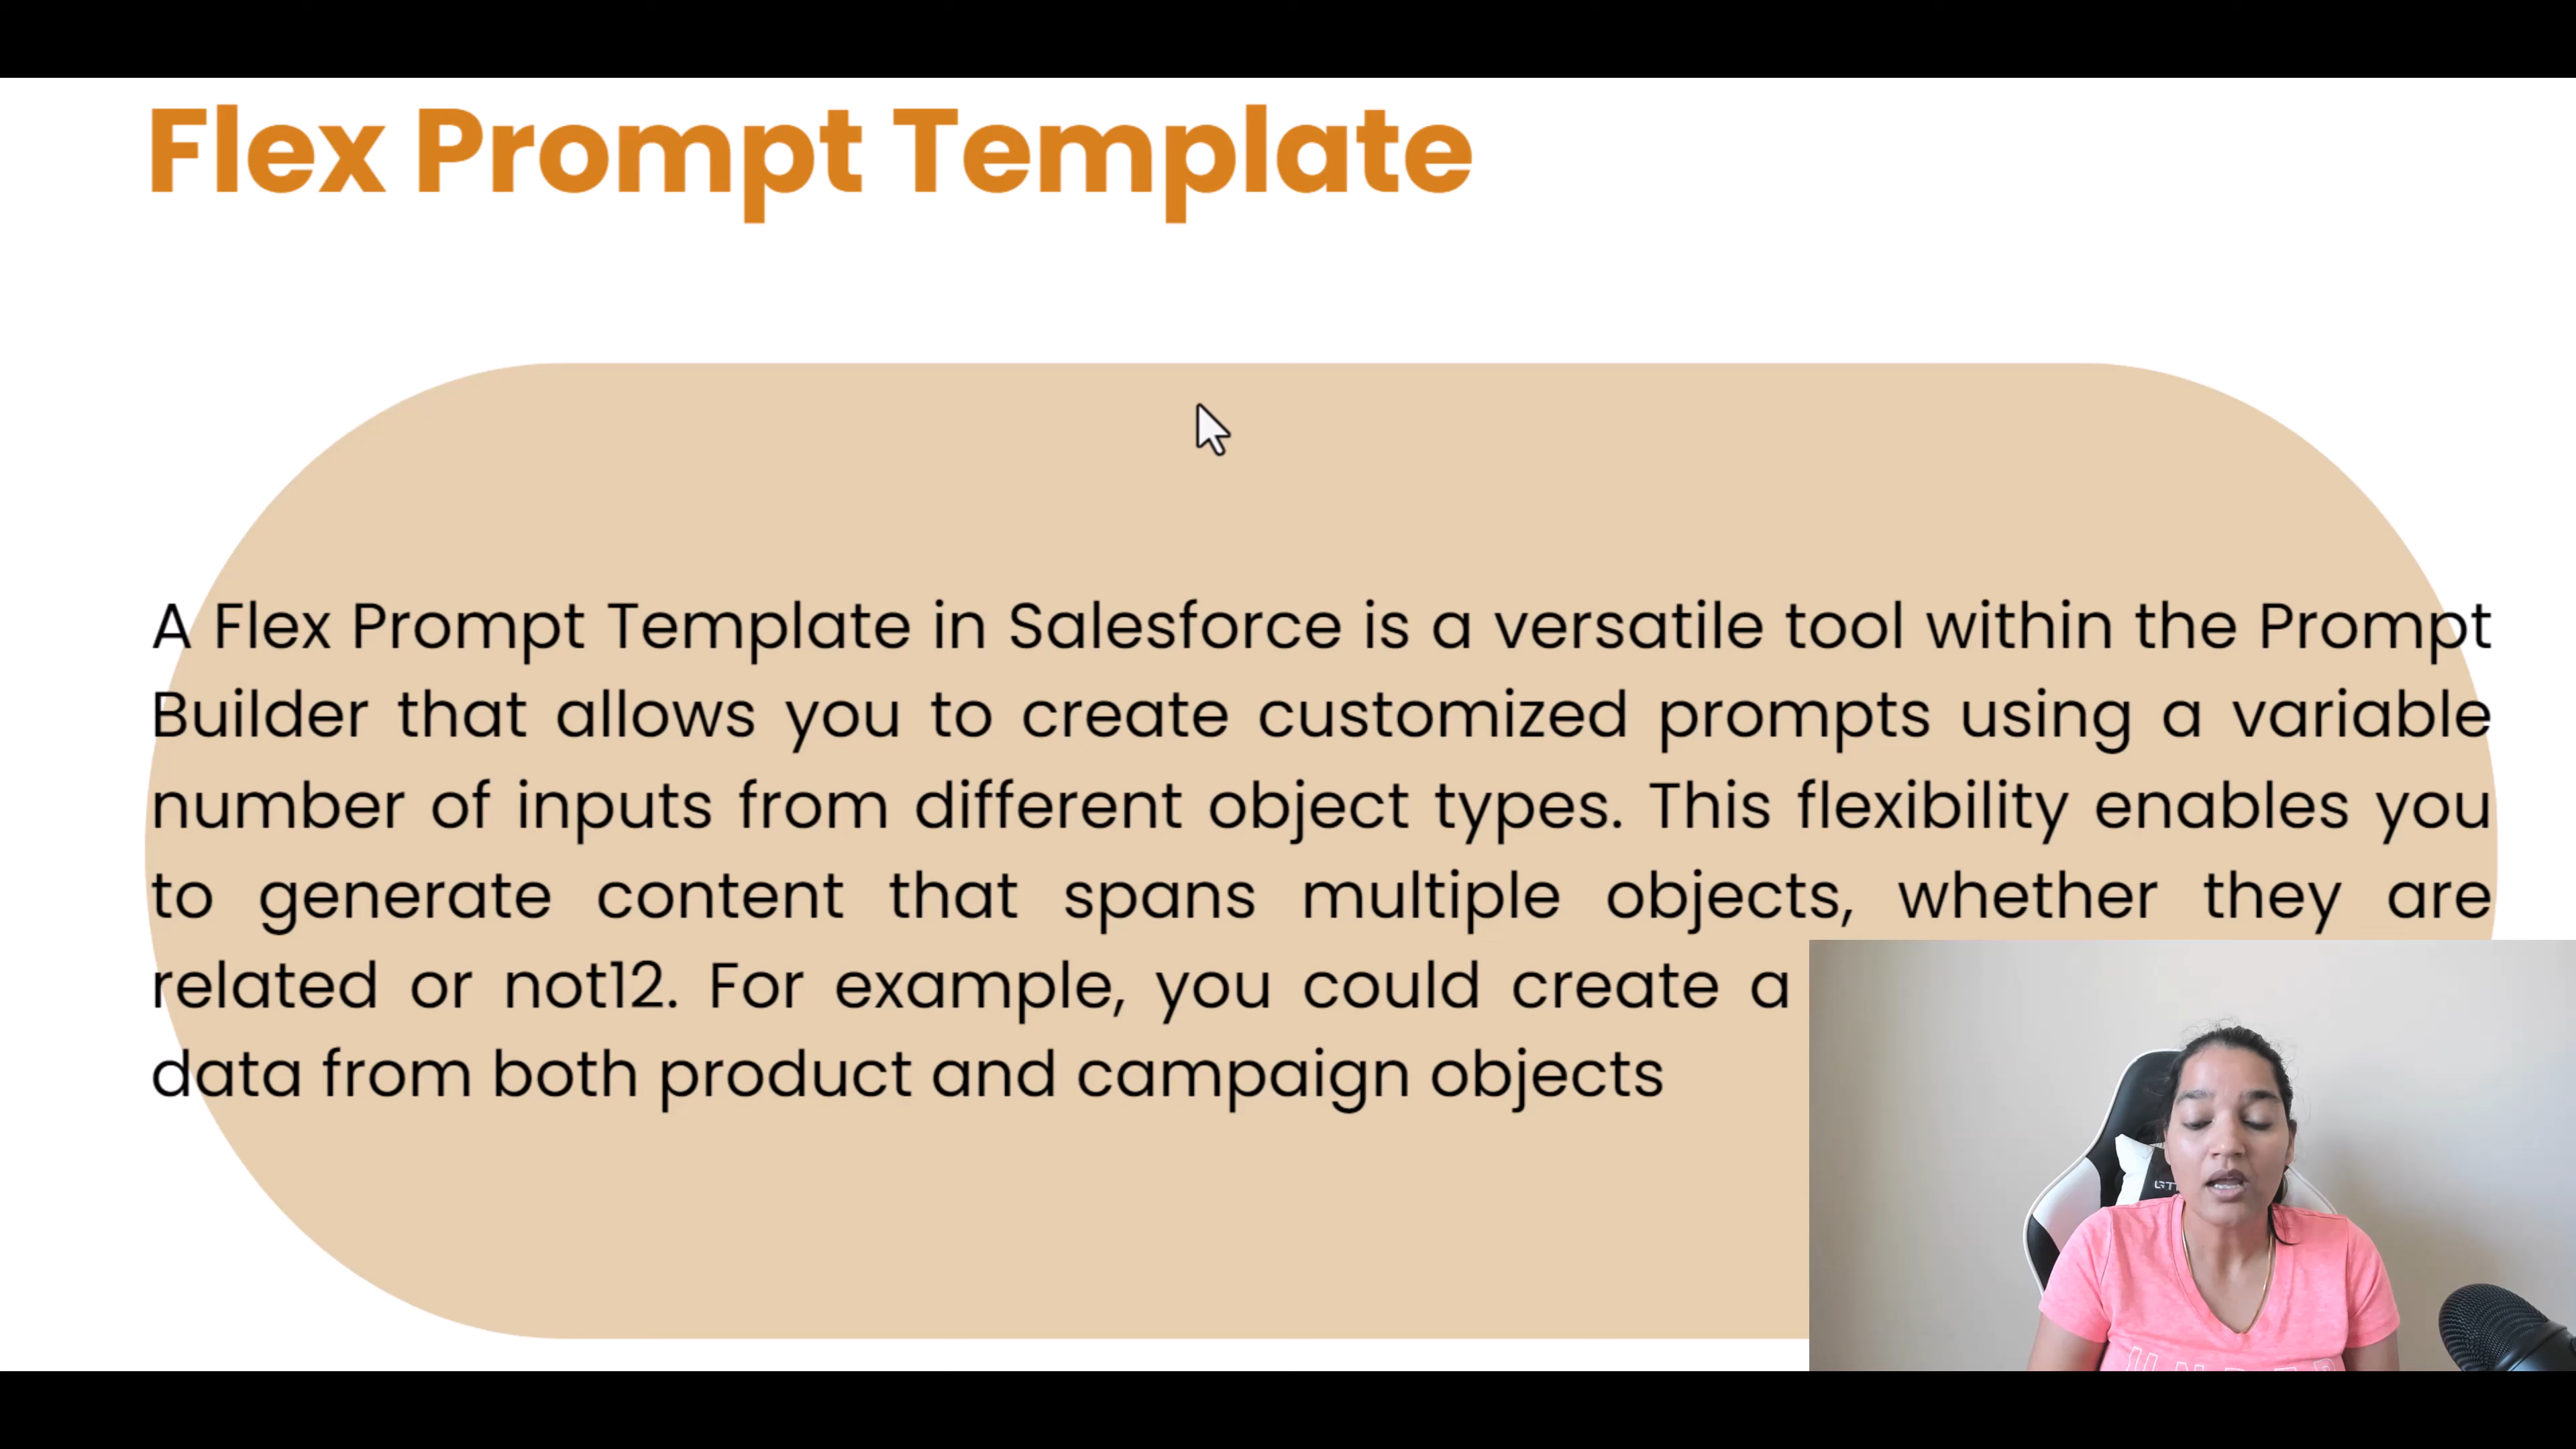 Flex Prompt Template
A Flex Prompt Template in Salesforce is a versatile tool within the Prompt
Builder that allows you to create customized prompts using a variable
number of inputs from different object types. This flexibility enables you
to generate content that spans multiple objects, whether they are
related or not12. For example, you could create a
data from both product and campaign objects